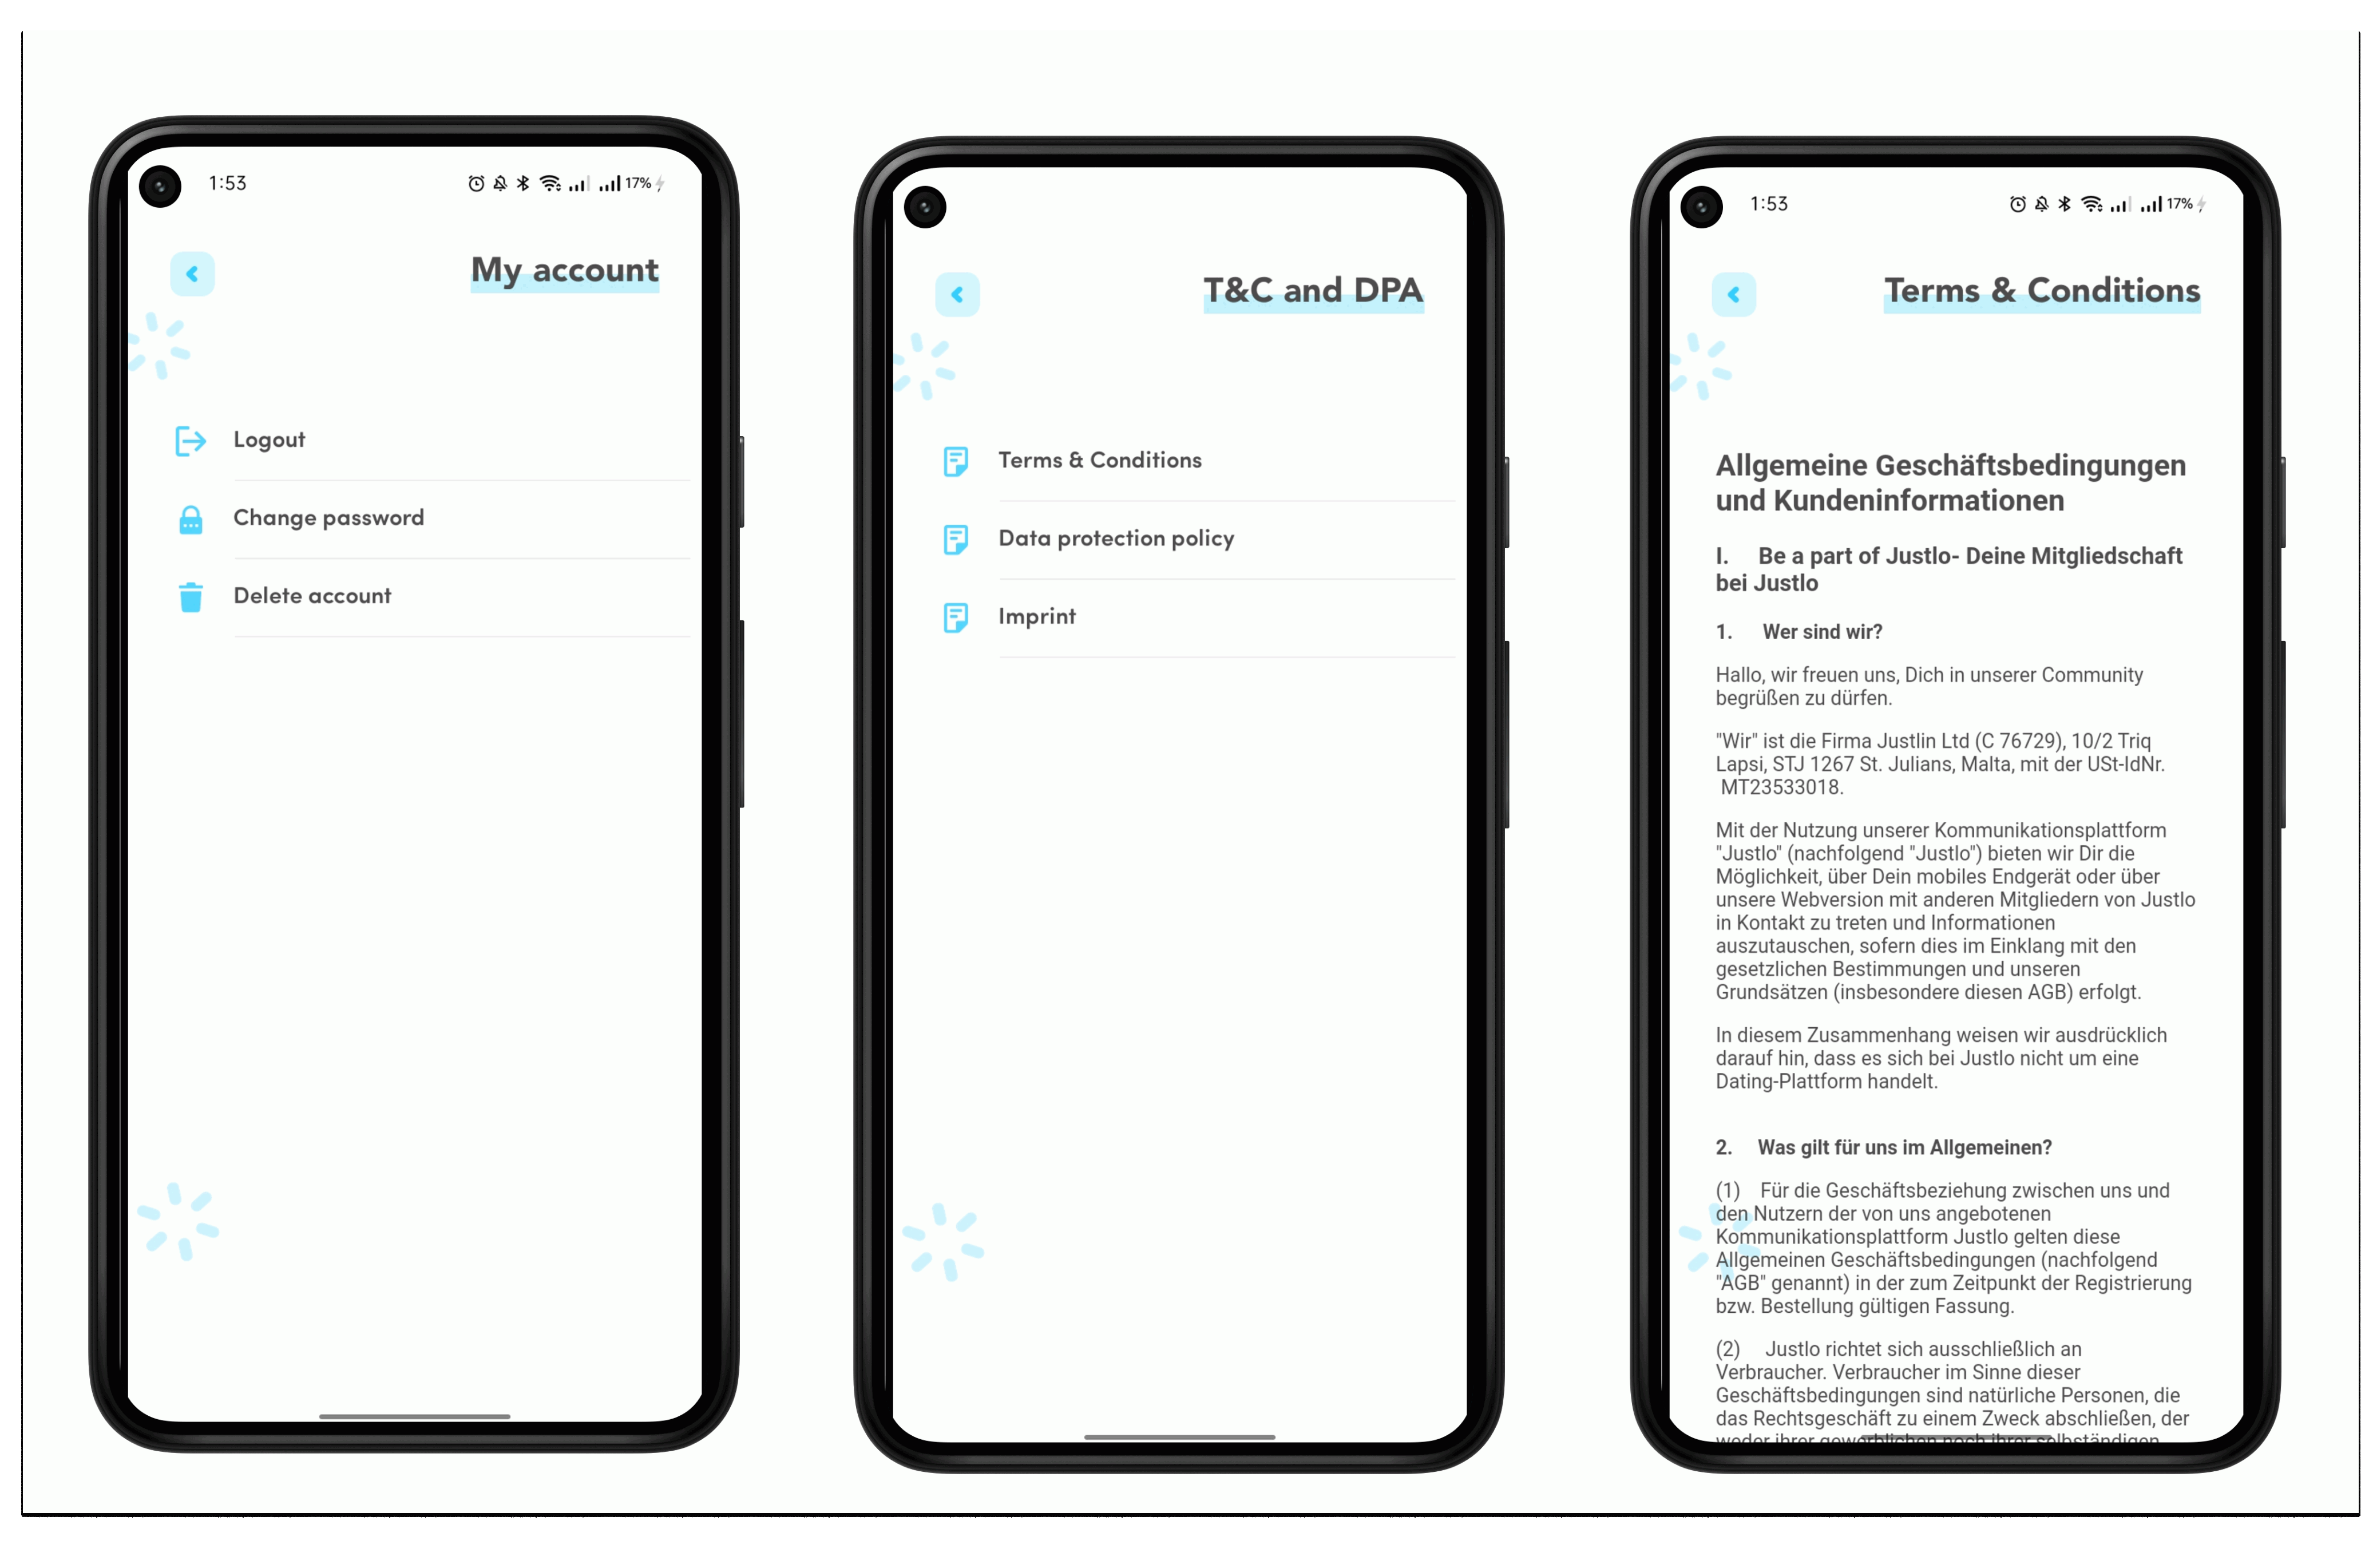 1:53
17%
My account
Logout
Change password
Delete account
T&C and DPA
Terms & Conditions
Data protection policy
Imprint
1:53
17%
Terms & Conditions
Allgemeine Geschäftsbedingungen
und Kundeninformationen
I. Be a part of Justlo- Deine Mitgliedschaft
bei Justlo
1. Wer sind wir?
Hallo, wir freuen uns, Dich in unserer Community
begrüßen zu dürfen.
"Wir" ist die Firma Justlin Ltd (C 76729), 10/2 Triq
Lapsi, STJ 1267 St. Julians, Malta, mit der USt-IdNr.
MT23533018.
Mit der Nutzung unserer Kommunikationsplattform
"Justlo" (nachfolgend "Justlo") bieten wir Dir die
Möglichkeit, über Dein mobiles Endgerät oder über
unsere Webversion mit anderen Mitgliedern von Justlo
in Kontakt zu treten und Informationen
auszutauschen, sofern dies im Einklang mit den
gesetzlichen Bestimmungen und unseren
Grundsätzen (insbesondere diesen AGB) erfolgt.
In diesem Zusammenhang weisen wir ausdrücklich
darauf hin, dass es sich bei Justlo nicht um eine
Dating-Plattform handelt.
2. Was gilt für uns im Allgemeinen?
(1) Für die Geschäftsbeziehung zwischen uns und
den Nutzern der von uns angebotenen
Kommunikationsplattform Justlo gelten diese
Allgemeinen Geschäftsbedingungen (nachfolgend
"AGB" genannt) in der zum Zeitpunkt der Registrierung
bzw. Bestellung gültigen Fassung.
(2) Justlo richtet sich ausschließlich an
Verbraucher. Verbraucher im Sinne dieser
Geschäftsbedingungen sind natürliche Personen, die
das Rechtsgeschäft zu einem Zweck abschließen, der
weder ihrer gewerblichen noch ihrer selbständigen